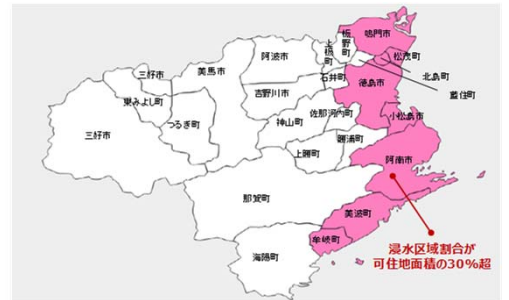 鳴門市
板野町
上板町
松茂町
北島町
藍住町
阿波市
美馬市
三好市
石井町
徳島市
吉野川市
東みよし町
つるぎ町
佐那河内村
小松島市
神山町
勝浦町
三好市
上勝町
阿南市
那賀町
美波町
牟岐町
海陽町
浸水区域割合が
可住地面積の30%超